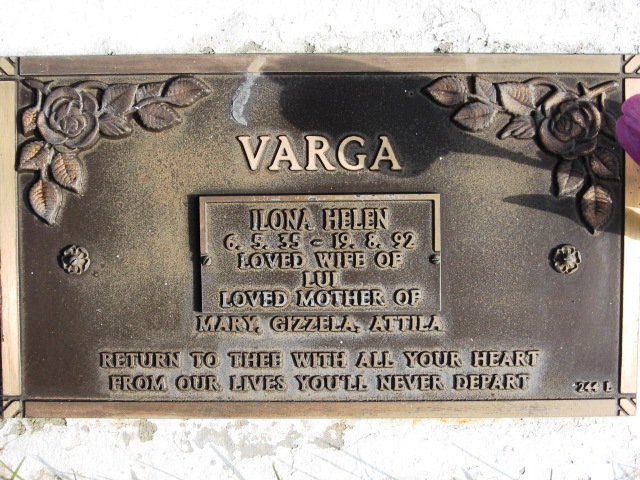 VARGA
ILONA HELEN
6. 5. 35 - 19. 8. 92
LOVED WIFE OF
LUI
LOVED MOTHER OF
MARY, GIZZELA, ATTILA
RETURN TO THEE WITH ALL YOUR HEART
FROM OUR LIVES YOU'LL NEVER DEPART